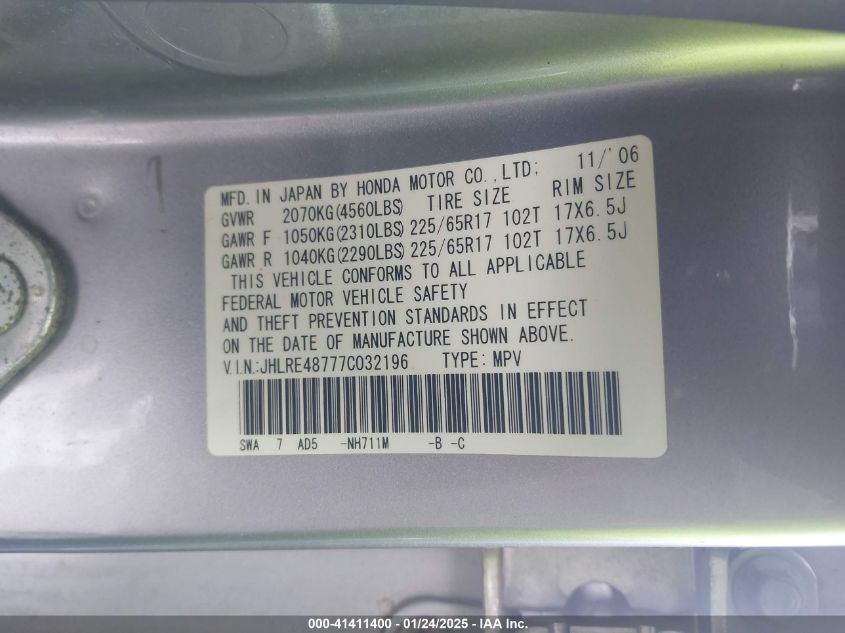 MFD. IN JAPAN BY HONDA MOTOR CO.,LTD; 11/'06
GVWR 2070KG(4560LBS) TIRE SIZE RIM SIZE
GAWR F 1050KG(2310LBS) 225/65R17 102T 17X6.5J
GAWR R 1040KG(2290LBS) 225/65R17 102T 17X6.5J
THIS VEHICLE CONFORMS TO ALL APPLICABLE
FEDERAL MOTOR VEHICLE SAFETY
AND THEFT PREVENTION STANDARDS IN EFFECT
ON THE DATE OF MANUFACTURE SHOWN ABOVE.
V.I.N.:JHLRE48777C032196 TYPE: MPV
SWA 7 AD5 -NH711M -B -C
000-41411400 - 01/24/2025 - IAA Inc.